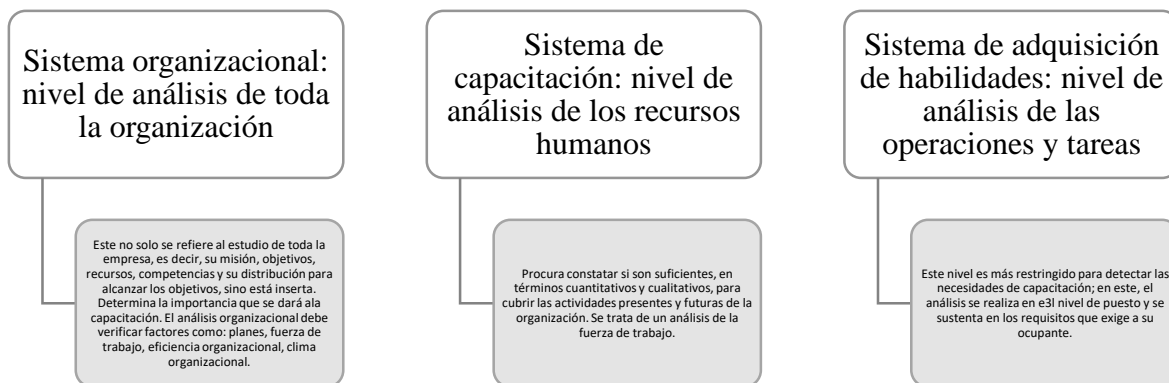 Sistema organizacional:
nivel de análisis de toda
la organización
Este no solo se refiere al estudio de toda la
empresa, es decir, su misión, objetivos,
recursos, competencias y su distribución para
alcanzar los objetivos, sino está inserta.
Determina la importancia que se dará ala
capacitación. El análisis organizacional debe
verificar factores como: planes, fuerza de
trabajo, eficiencia organizacional, clima
organizacional.
Sistema de
capacitación: nivel de
análisis de los recursos
humanos
Procura constatar si son suficientes, en
términos cuantitativos y cualitativos, para
cubrir las actividades presentes y futuras de la
organización. Se trata de un análisis de la
fuerza de trabajo.
Sistema de adquisición
de habilidades: nivel de
análisis de las
operaciones y tareas
Este nivel es más restringido para detectar las
necesidades de capacitación; en este, el
análisis se realiza en e3l nivel de puesto y se
sustenta en los requisitos que exige a su
ocupante.